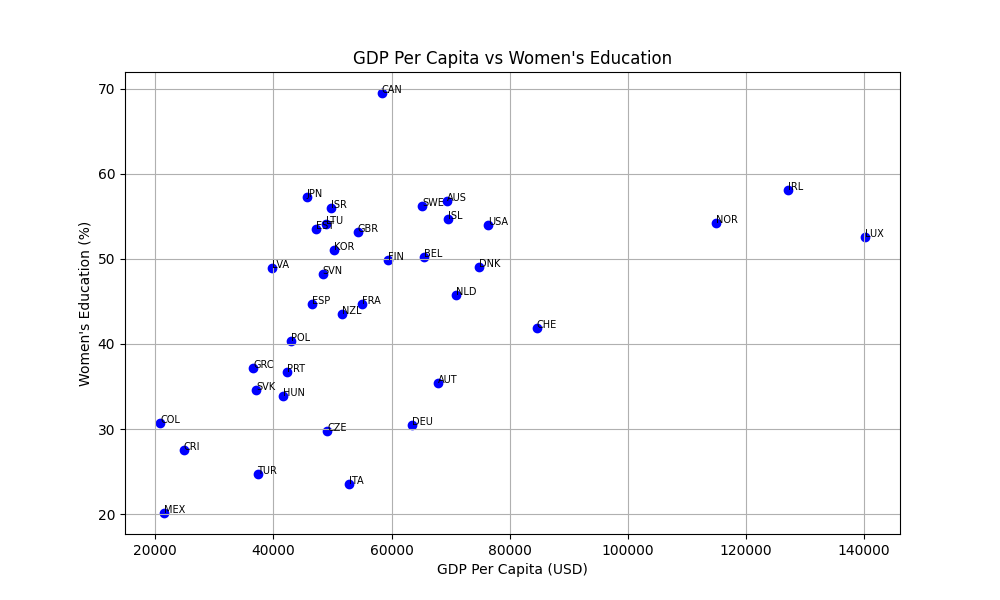 GDP Per Capita vs Women's Education
Women's Education (%)
70
60
50
40
30
20
CAN
IRL
JPN
AUS
SWE
ISR
ISL
NOR
LTU
USA
EST
GBR
LUX
KOR
BEL
FIN
DNK
LVA
SVN
NLD
ESP
FRA
NZL
CHE
POL
GRC
PRT
AUT
SVK
HUN
COL
DEU
CZE
CRI
TUR
ITA
MEX
20000
40000
60000
80000
100000
120000
140000
GDP Per Capita (USD)